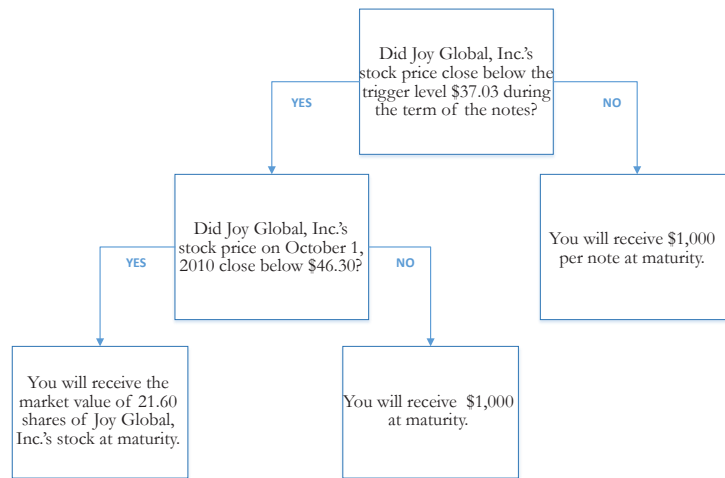 Did Joy Global, Inc.'s
stock price close below the
trigger level $37.03 during
the term of the notes?
YES
NO
Did Joy Global, Inc.'s
stock price on October 1,
2010 close below $46.30?
You will receive $1,000
per note at maturity.
YES
NO
You will receive the
market value of 21.60
shares of Joy Global,
Inc.'s stock at maturity.
You will receive $1,000
at maturity.